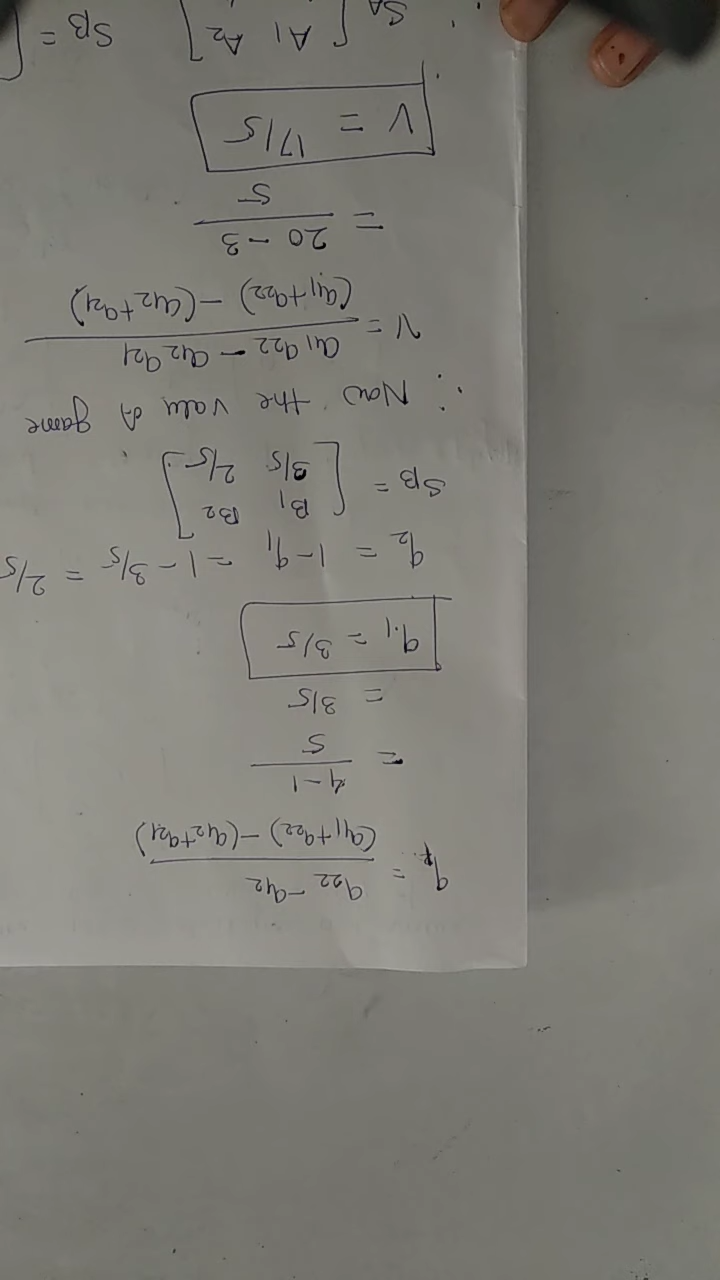 q1 = a22 - a12 / (a11 + a22) - (a12 + a21)
= 4 - 1 / 5
= 3/5
q1 = 3/5
q2 = 1 - q1 = 1 - 3/5 = 2/5
SB = [ B1 B2
3/5 2/5 ]
∴ Now the valu of game
V = a11 a22 - a12 a21 / (a11 + a22) - (a12 + a21)
= 20 - 3 / 5
V = 17/5
∴ SA [ A1 A2 ] SB = [